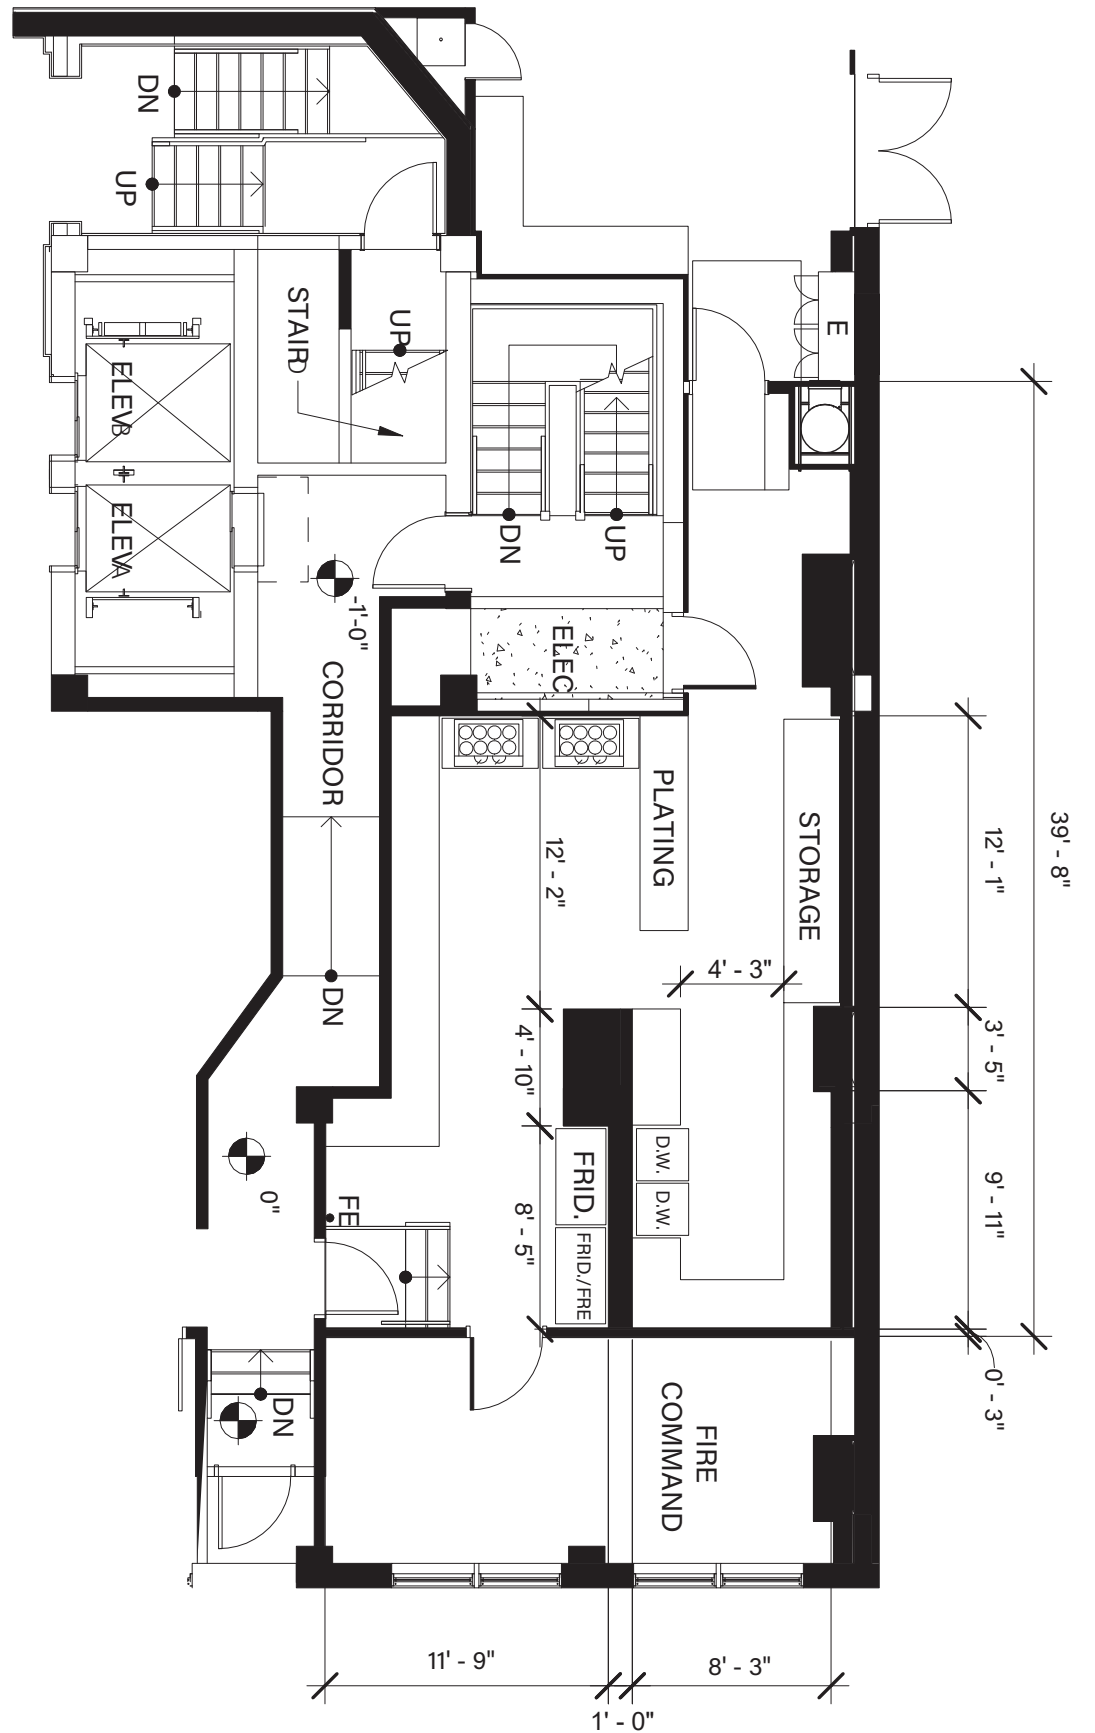 DN
UP
STAIR D
UP
E
ELEV B
ELEV A
DN
UP
-1'-0"
ELEC
CORRIDOR
PLATING
STORAGE
12' - 2"
12' - 1"
39' - 8"
4' - 3"
DN
4' - 10"
3' - 5"
D.W.
D.W.
FRID.
FRID./FRE
8' - 5"
9' - 11"
0"
FE
0' - 3"
DN
FIRE
COMMAND
11' - 9"
8' - 3"
1' - 0"